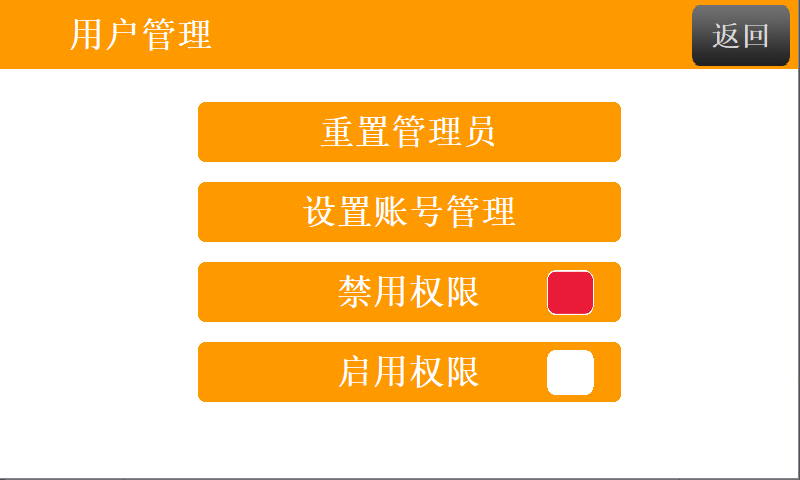 用户管理
返回
重置管理员
设置账号管理
禁用权限
启用权限